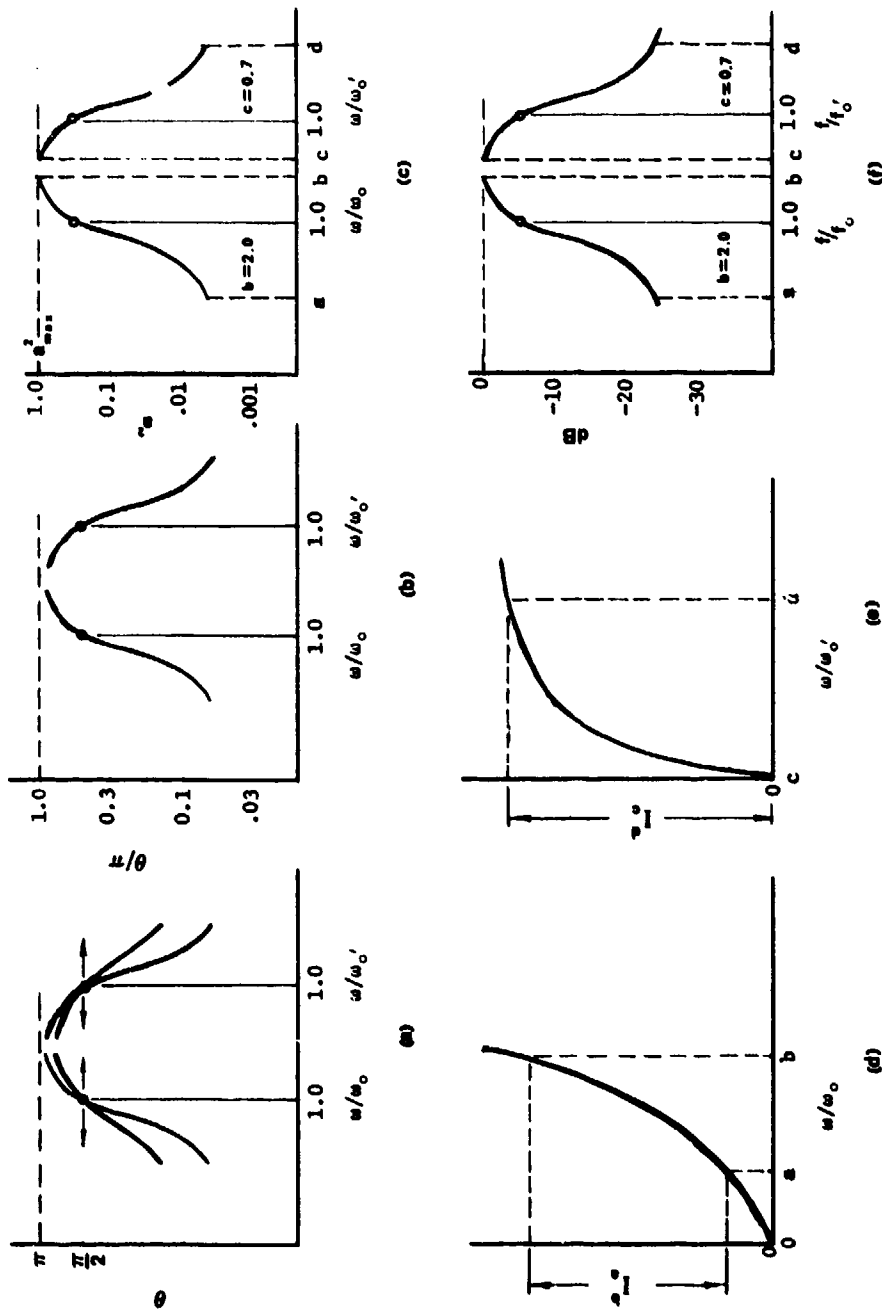 θ
π
π/2
1.0
ω/ω₀
1.0
ω/ω₀'
(a)
θ/π
1.0
0.3
0.1
.03
1.0
ω/ω₀
1.0
ω/ω₀'
(b)
1.0
0.1
.01
.001
a²max
b=2.0
c=0.7
a
1.0
b
c
1.0
d
ω/ω₀
ω/ω₀'
(c)
0
0
a
b
ω/ω₀
(d)
0
c
ω/ω₀'
(e)
dB
0
-10
-20
-30
b=2.0
c=0.7
a
1.0
b
c
1.0
d
f/f₀
f/f₀'
(f)